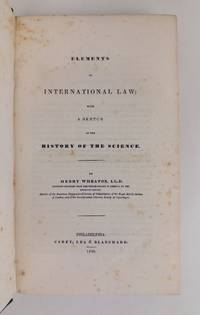 ELEMENTS
OF
INTERNATIONAL LAW:
WITH
A SKETCH
OF THE
HISTORY OF THE SCIENCE.
BY
HENRY WHEATON, LL.D.
PHILADELPHIA:
CAREY, LEA & BLANCHARD.
1836.